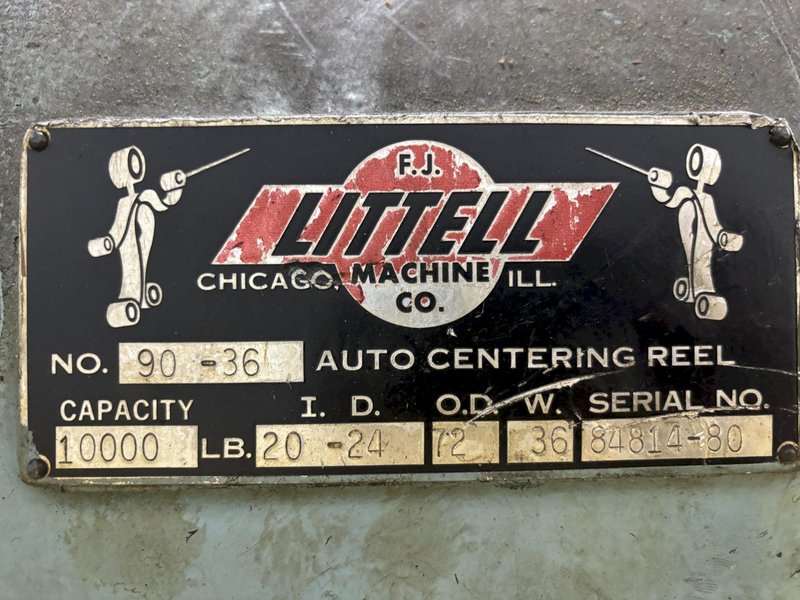 F.J.
LITTELL
CHICAGO, MACHINE ILL.
CO.
NO. 90 -36 AUTO CENTERING REEL
CAPACITY I. D. O.D. W. SERIAL NO.
10000 LB. 20 -24 72 36 84814-80